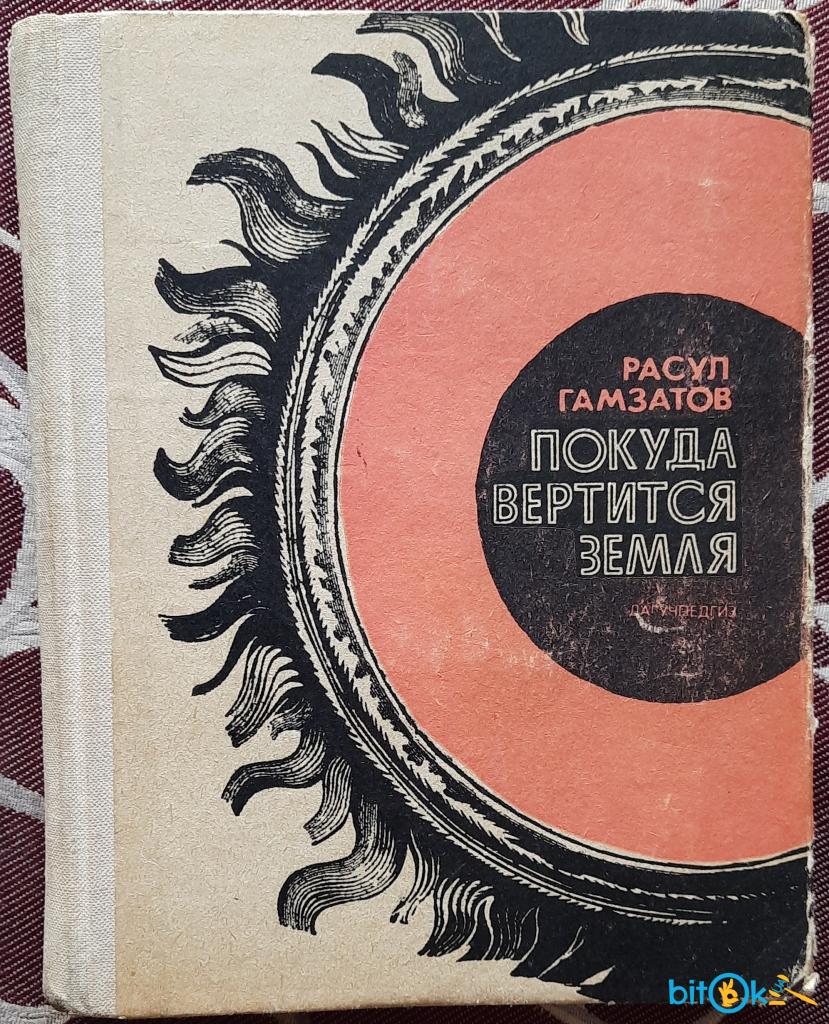 РАСУЛ
ГАМЗАТОВ
ПОКУДА
ВЕРТИТСЯ
ЗЕМЛЯ
ДАГУЧПЕДГИЗ
bitok